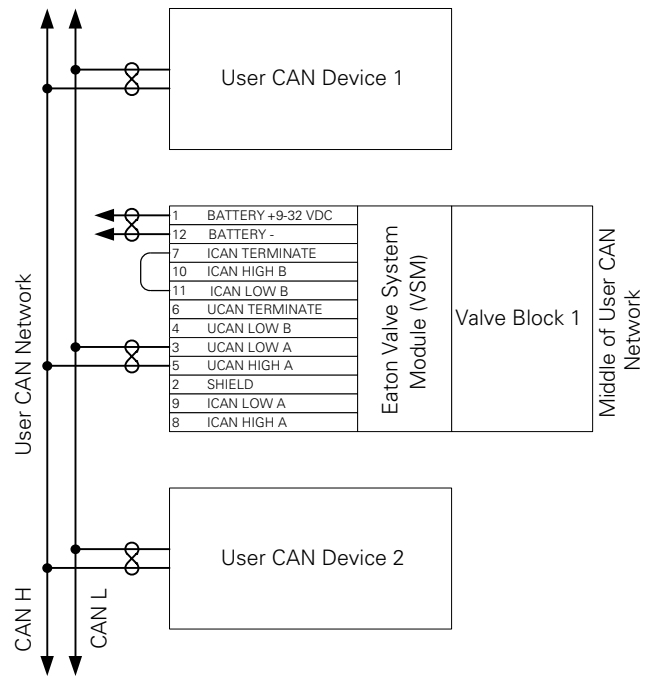 User CAN Device 1
1 BATTERY +9-32 VDC
12 BATTERY -
7 ICAN TERMINATE
10 ICAN HIGH B
11 ICAN LOW B
6 UCAN TERMINATE
4 UCAN LOW B
3 UCAN LOW A
5 UCAN HIGH A
2 SHIELD
9 ICAN LOW A
8 ICAN HIGH A
Eaton Valve System
Module (VSM)
Valve Block 1
Middle of User CAN
Network
User CAN Network
User CAN Device 2
CAN H
CAN L